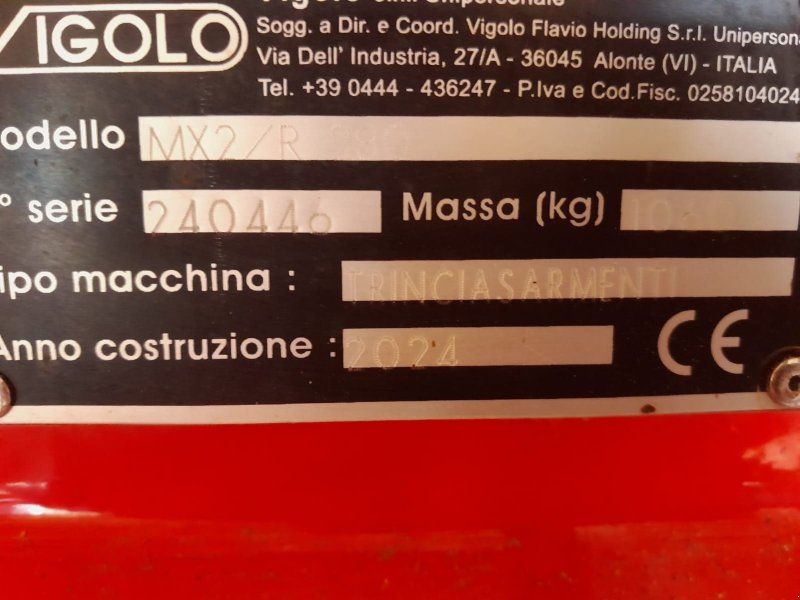 VIGOLO
Sogg. a Dir. e Coord. Vigolo Flavio Holding S.r.l. Unipersona
Via Dell' Industria, 27/A - 36045 Alonte (VI) - ITALIA
Tel. +39 0444 - 436247 - P.Iva e Cod.Fisc. 0258104024
odello MX2/R
° serie 240446 Massa (kg)
ipo macchina : TRINCIASARMENTI
Anno costruzione : 2024 CE